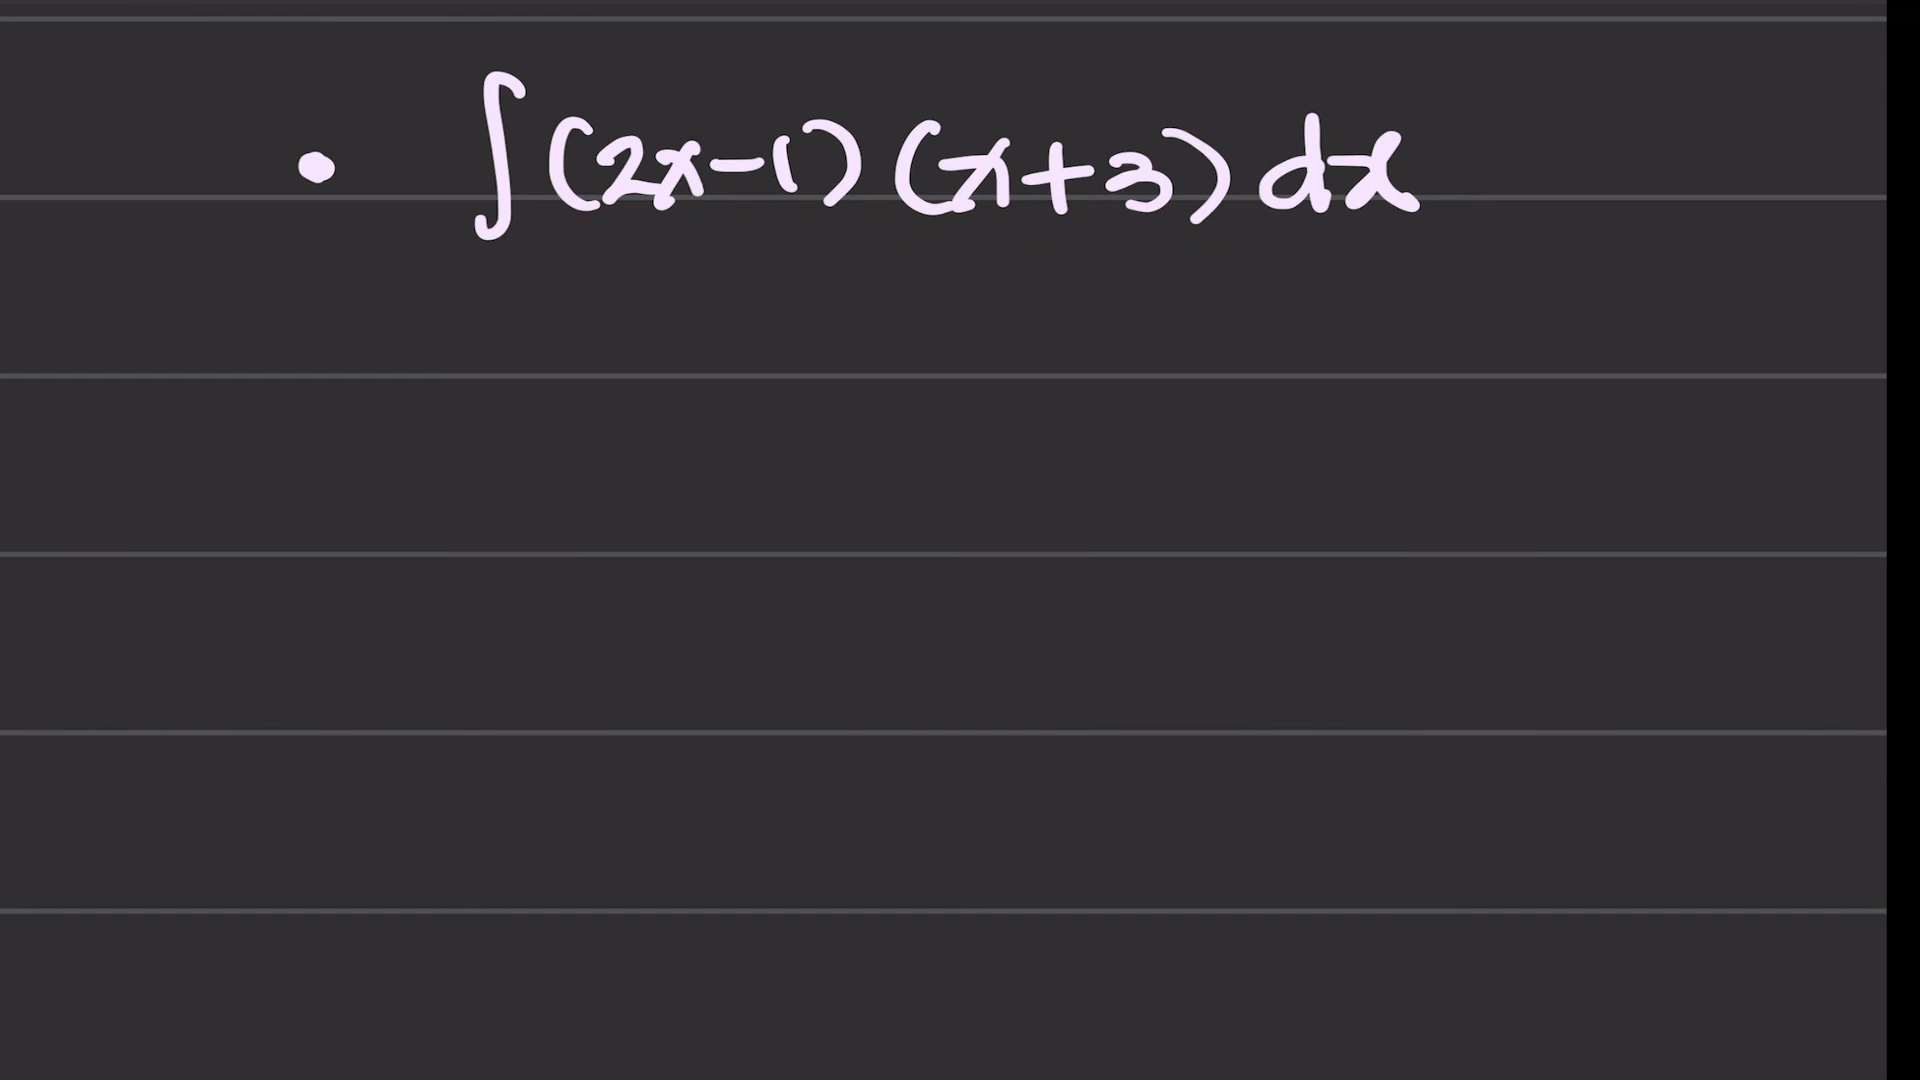 • ∫(2x-1)(x+3) dx